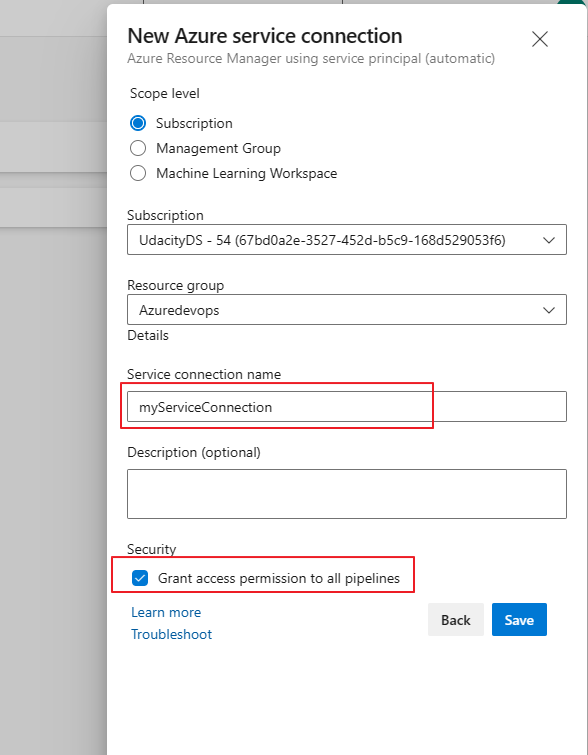 New Azure service connection
Azure Resource Manager using service principal (automatic)
Scope level
Subscription
Management Group
Machine Learning Workspace
Subscription
UdacityDS - 54 (67bd0a2e-3527-452d-b5c9-168d529053f6)
Resource group
Azuredevops
Details
Service connection name
myServiceConnection
Description (optional)
Security
Grant access permission to all pipelines
Learn more
Troubleshoot
Back
Save